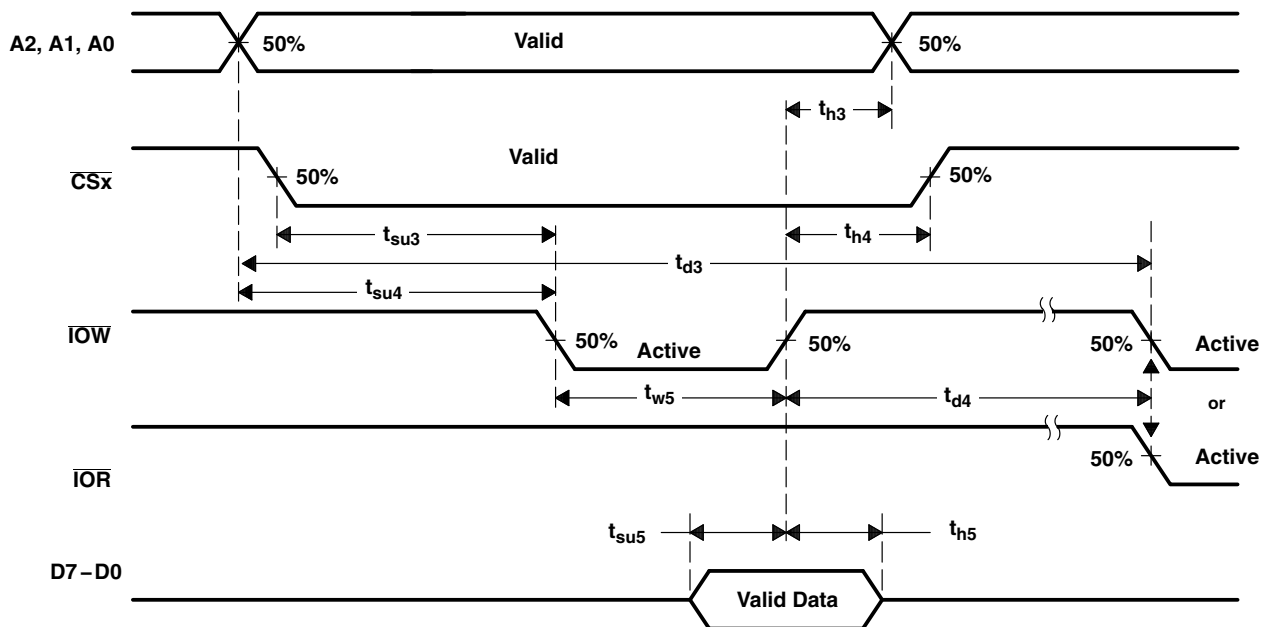 A2, A1, A0
50%
Valid
50%
th3
CSx
50%
Valid
50%
tsu3
th4
td3
tsu4
IOW
50%
Active
50%
50%
Active
tw5
td4
or
IOR
50%
Active
tsu5
th5
D7–D0
Valid Data